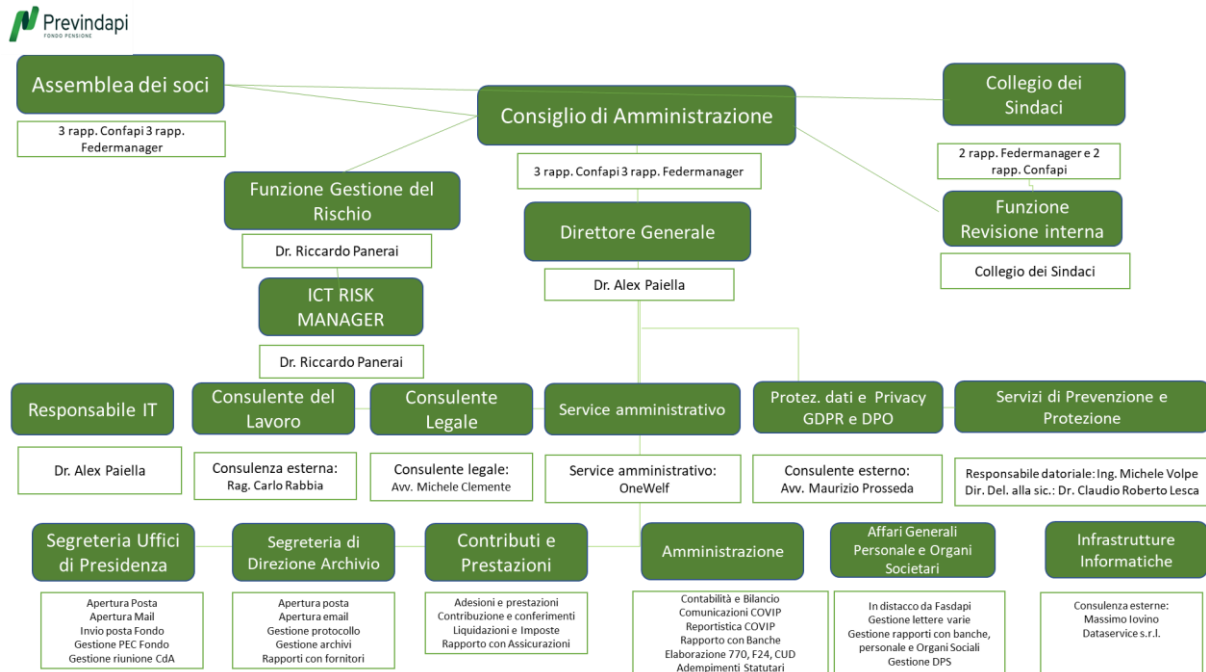 Previndapi
FONDO PENSIONE
Assemblea dei soci
3 rapp. Confapi 3 rapp.
Federmanager
Consiglio di Amministrazione
3 rapp. Confapi 3 rapp. Federmanager
Collegio dei
Sindaci
2 rapp. Federmanager e 2
rapp. Confapi
Funzione Gestione del
Rischio
Dr. Riccardo Panerai
Direttore Generale
Dr. Alex Paiella
Funzione
Revisione interna
Collegio dei Sindaci
ICT RISK
MANAGER
Dr. Riccardo Panerai
Responsabile IT
Dr. Alex Paiella
Consulente del
Lavoro
Consulenza esterna:
Rag. Carlo Rabbia
Consulente
Legale
Consulente legale:
Avv. Michele Clemente
Service amministrativo
Service amministrativo:
OneWelf
Protez. dati e Privacy
GDPR e DPO
Consulente esterno:
Avv. Maurizio Prosseda
Servizi di Prevenzione e
Protezione
Responsabile datoriale: Ing. Michele Volpe
Dir. Del. alla sic.: Dr. Claudio Roberto Lesca
Segreteria Uffici
di Presidenza
Apertura Posta
Apertura Mail
Invio posta Fondo
Gestione PEC Fondo
Gestione riunione CdA
Segreteria di
Direzione Archivio
Apertura posta
Apertura email
Gestione protocollo
Gestione archivi
Rapporti con fornitori
Contributi e
Prestazioni
Adesioni e prestazioni
Contribuzione e conferimenti
Liquidazioni e Imposte
Rapporto con Assicurazioni
Amministrazione
Contabilità e Bilancio
Comunicazioni COVIP
Reportistica COVIP
Rapporto con Banche
Elaborazione 770, F24, CUD
Adempimenti Statutari
Affari Generali
Personale e Organi
Societari
In distacco da Fasdapi
Gestione lettere varie
Gestione rapporti con banche,
personale e Organi Sociali
Gestione DPS
Infrastrutture
Informatiche
Consulenza esterne:
Massimo Iovino
Dataservice s.r.l.